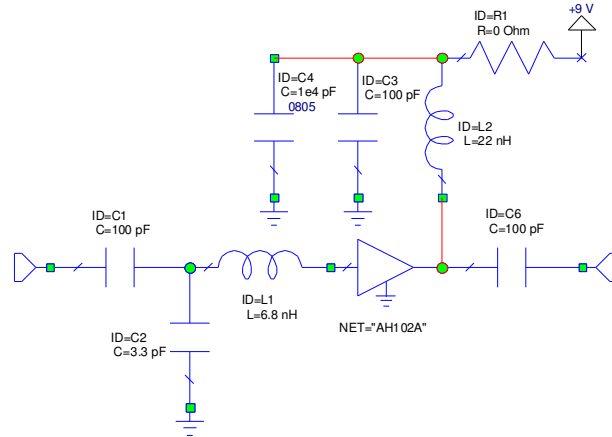 +9 V
ID=R1
R=0 Ohm
ID=C4
C=1e4 pF
0805
ID=C3
C=100 pF
ID=L2
L=22 nH
ID=C1
C=100 pF
ID=C6
C=100 pF
ID=L1
L=6.8 nH
NET="AH102A"
ID=C2
C=3.3 pF